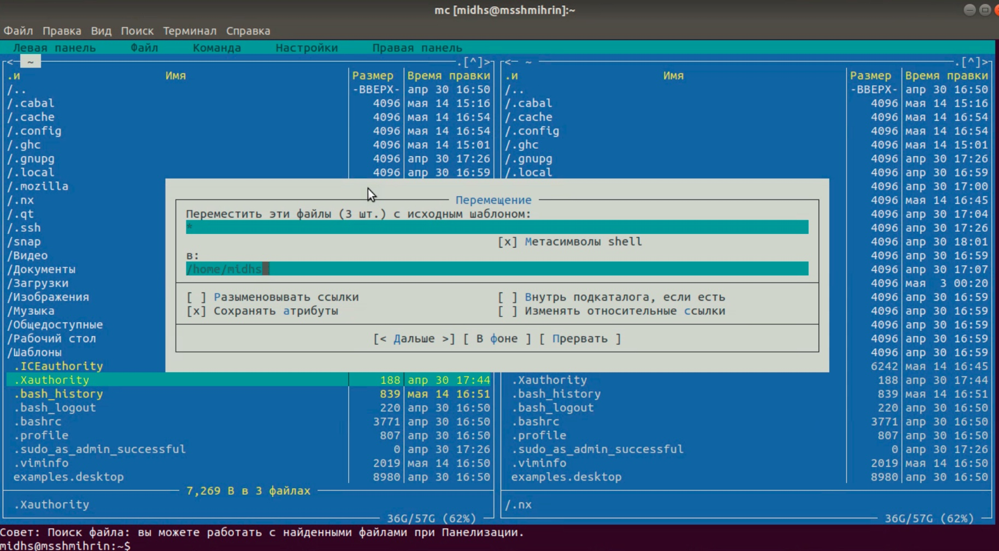 mc [midhs@msshmihrin]:~
Файл Правка Вид Поиск Терминал Справка
Левая панель Файл Команда Настройки Правая панель
<─ ~ ─.[^]>┐ ┌<─ ~ ─.[^]>┐
.и Имя Размер Время правки .и Имя Размер Время правки
/.. -ВВЕРХ- апр 30 16:50 /.. -ВВЕРХ- апр 30 16:50
/.cabal 4096 мая 14 15:16 /.cabal 4096 мая 14 15:16
/.cache 4096 мая 14 16:54 /.cache 4096 мая 14 16:54
/.config 4096 мая 14 16:54 /.config 4096 мая 14 16:54
/.ghc 4096 мая 14 15:01 /.ghc 4096 мая 14 15:01
/.gnupg 4096 апр 30 17:26 /.gnupg 4096 апр 30 17:26
/.local 4096 апр 30 16:59 /.local 4096 апр 30 16:59
/.mozilla 4096 апр 30 17:00
/.nx Перемещение 4096 мая 14 16:45
/.qt Переместить эти файлы (3 шт.) с исходным шаблоном: 4096 апр 30 17:04
/.ssh * 4096 апр 30 17:26
/snap [x] Метасимволы shell 4096 апр 30 18:01
/Видео в: 4096 апр 30 16:59
/Документы /home/midhs 4096 апр 30 17:07
/Загрузки 4096 мая 3 00:20
/Изображения [ ] Разыменовывать ссылки [ ] Внутрь подкаталога, если есть 4096 апр 30 16:59
/Музыка [x] Сохранять атрибуты [ ] Изменять относительные ссылки 4096 апр 30 16:59
/Общедоступные 4096 апр 30 16:59
/Рабочий стол [< Дальше >] [ В фоне ] [ Прервать ] 4096 апр 30 16:59
/Шаблоны 4096 апр 30 16:59
.ICEauthority 6242 мая 14 16:45
.Xauthority 188 апр 30 17:44 .Xauthority 188 апр 30 17:44
.bash_history 839 мая 14 16:51 .bash_history 839 мая 14 16:51
.bash_logout 220 апр 30 16:50 .bash_logout 220 апр 30 16:50
.bashrc 3771 апр 30 16:50 .bashrc 3771 апр 30 16:50
.profile 807 апр 30 16:50 .profile 807 апр 30 16:50
.sudo_as_admin_successful 0 апр 30 17:26 .sudo_as_admin_successful 0 апр 30 17:26
.viminfo 2019 мая 14 16:50 .viminfo 2019 мая 14 16:50
examples.desktop 8980 апр 30 16:50 examples.desktop 8980 апр 30 16:50
7,269 В в 3 файлах
.Xauthority /.nx
36G/57G (62%) 36G/57G (62%)
Совет: Поиск файла: вы можете работать с найденными файлами при Панелизации.
midhs@msshmihrin:~$